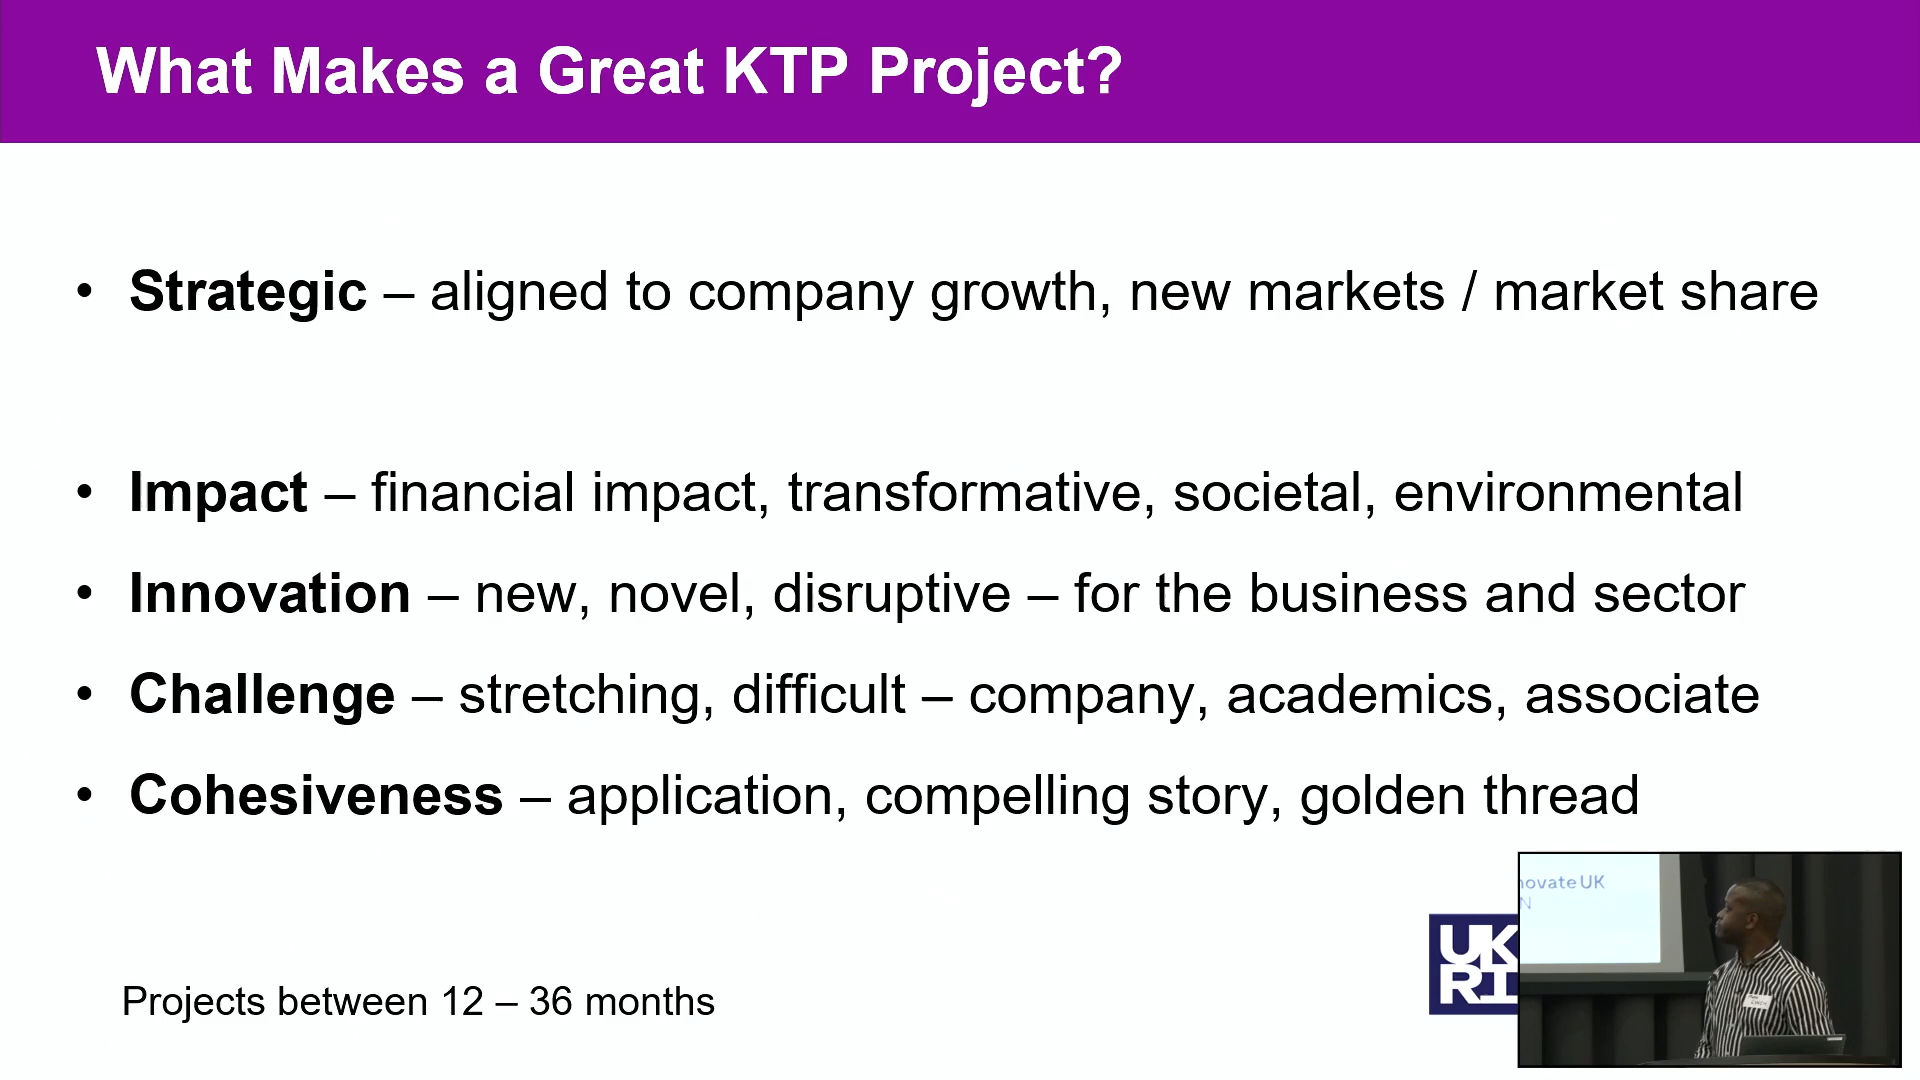 What Makes a Great KTP Project?
• Strategic – aligned to company growth, new markets / market share
• Impact – financial impact, transformative, societal, environmental
• Innovation – new, novel, disruptive – for the business and sector
• Challenge – stretching, difficult – company, academics, associate
• Cohesiveness – application, compelling story, golden thread
Projects between 12 – 36 months
UK
RI
novateUK
N